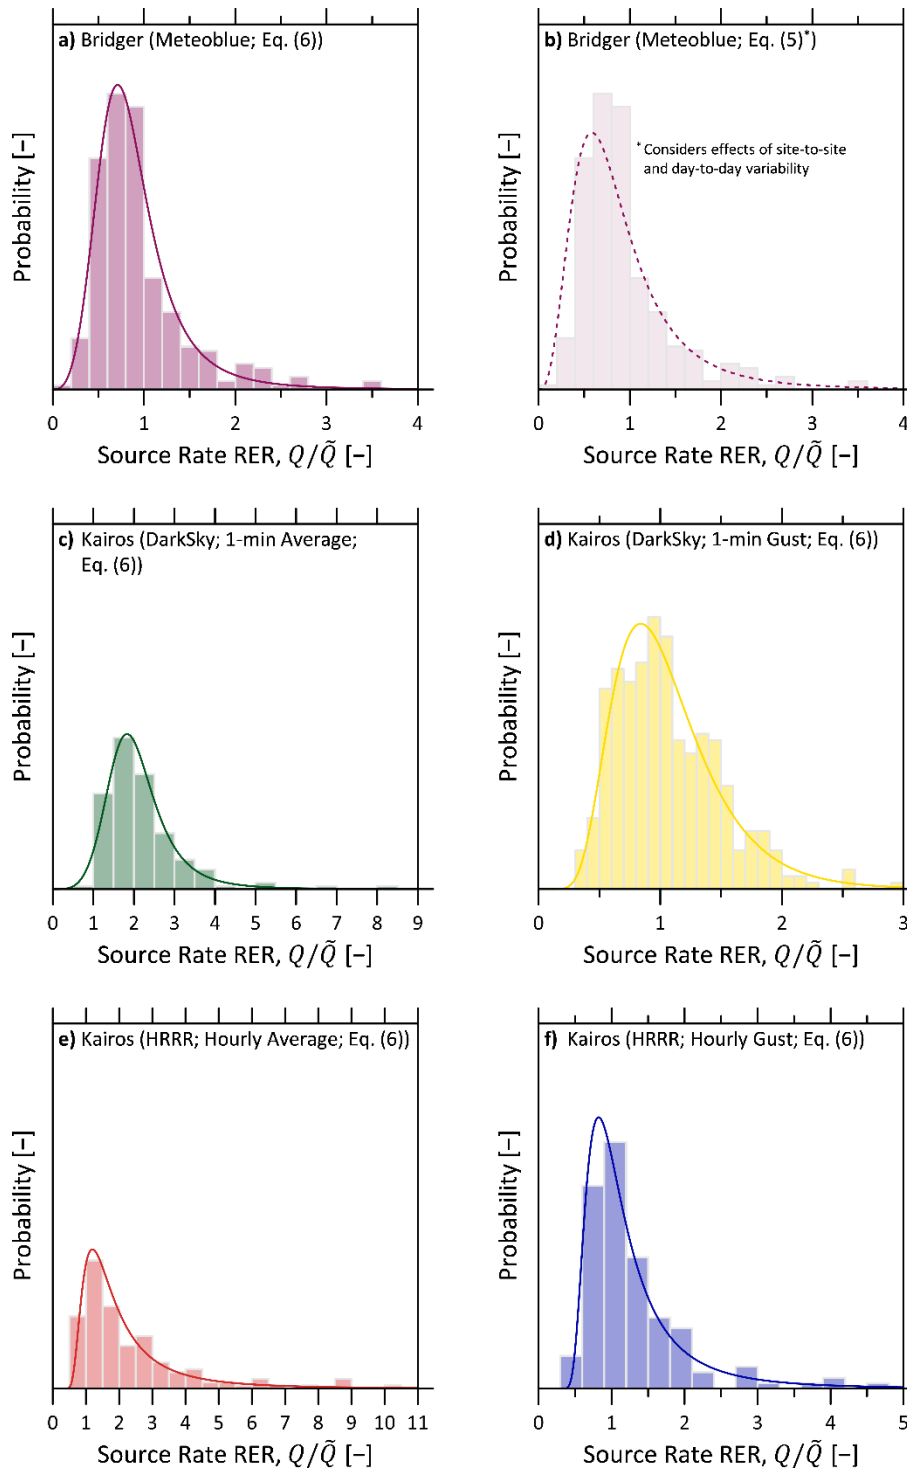 a) Bridger (Meteoblue; Eq. (6))
Probability [−]
0 1 2 3 4
Source Rate RER, Q/Q̃ [−]
b) Bridger (Meteoblue; Eq. (5)*)
* Considers effects of site-to-site
and day-to-day variability
Probability [−]
0 1 2 3 4
Source Rate RER, Q/Q̃ [−]
c) Kairos (DarkSky; 1-min Average;
Eq. (6))
Probability [−]
0 1 2 3 4 5 6 7 8 9
Source Rate RER, Q/Q̃ [−]
d) Kairos (DarkSky; 1-min Gust; Eq. (6))
Probability [−]
0 1 2 3
Source Rate RER, Q/Q̃ [−]
e) Kairos (HRRR; Hourly Average; Eq. (6))
Probability [−]
0 1 2 3 4 5 6 7 8 9 10 11
Source Rate RER, Q/Q̃ [−]
f) Kairos (HRRR; Hourly Gust; Eq. (6))
Probability [−]
0 1 2 3 4 5
Source Rate RER, Q/Q̃ [−]